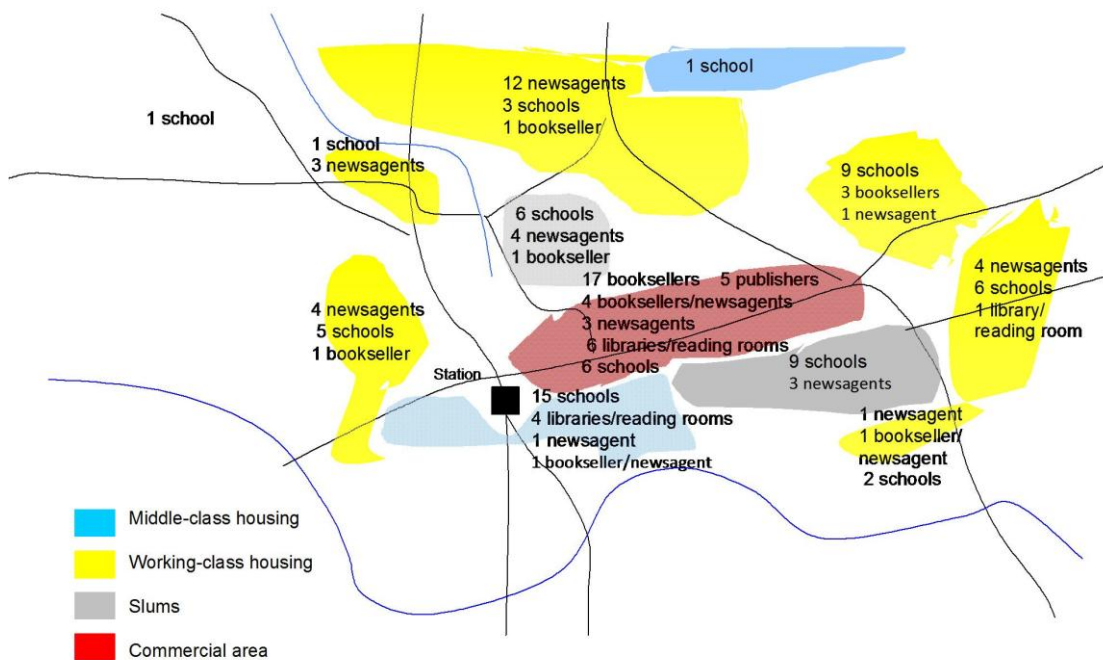 1 school
12 newsagents
3 schools
1 bookseller
1 school
1 school
3 newsagents
9 schools
3 booksellers
1 newsagent
6 schools
4 newsagents
1 bookseller
17 booksellers 5 publishers
4 booksellers/newsagents
3 newsagents
6 libraries/reading rooms
6 schools
4 newsagents
6 schools
1 library/
reading room
4 newsagents
5 schools
1 bookseller
Station
9 schools
3 newsagents
15 schools
4 libraries/reading rooms
1 newsagent
1 bookseller/newsagent
1 newsagent
1 bookseller/
newsagent
2 schools
Middle-class housing
Working-class housing
Slums
Commercial area